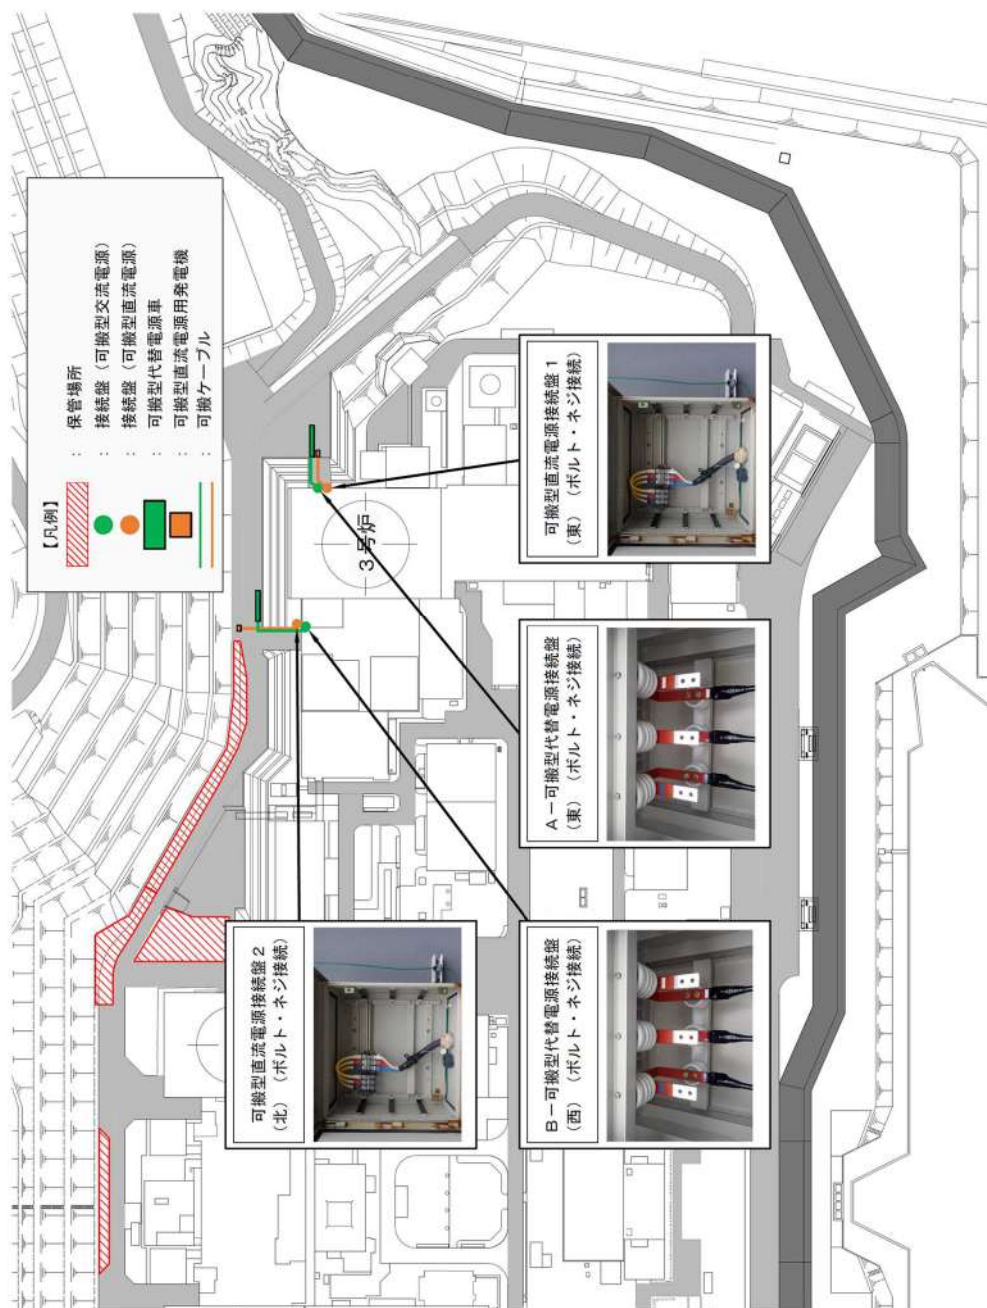 【凡例】
： 保管場所
： 接続盤（可搬型交流電源）
： 接続盤（可搬型直流電源）
： 可搬型代替電源車
： 可搬型直流電源用発電機
： 可搬ケーブル
3号炉
可搬型直流電源接続盤2
（北）（ボルト・ネジ接続）
B－可搬型代替電源接続盤
（西）（ボルト・ネジ接続）
A－可搬型代替電源接続盤
（東）（ボルト・ネジ接続）
可搬型直流電源接続盤1
（東）（ボルト・ネジ接続）